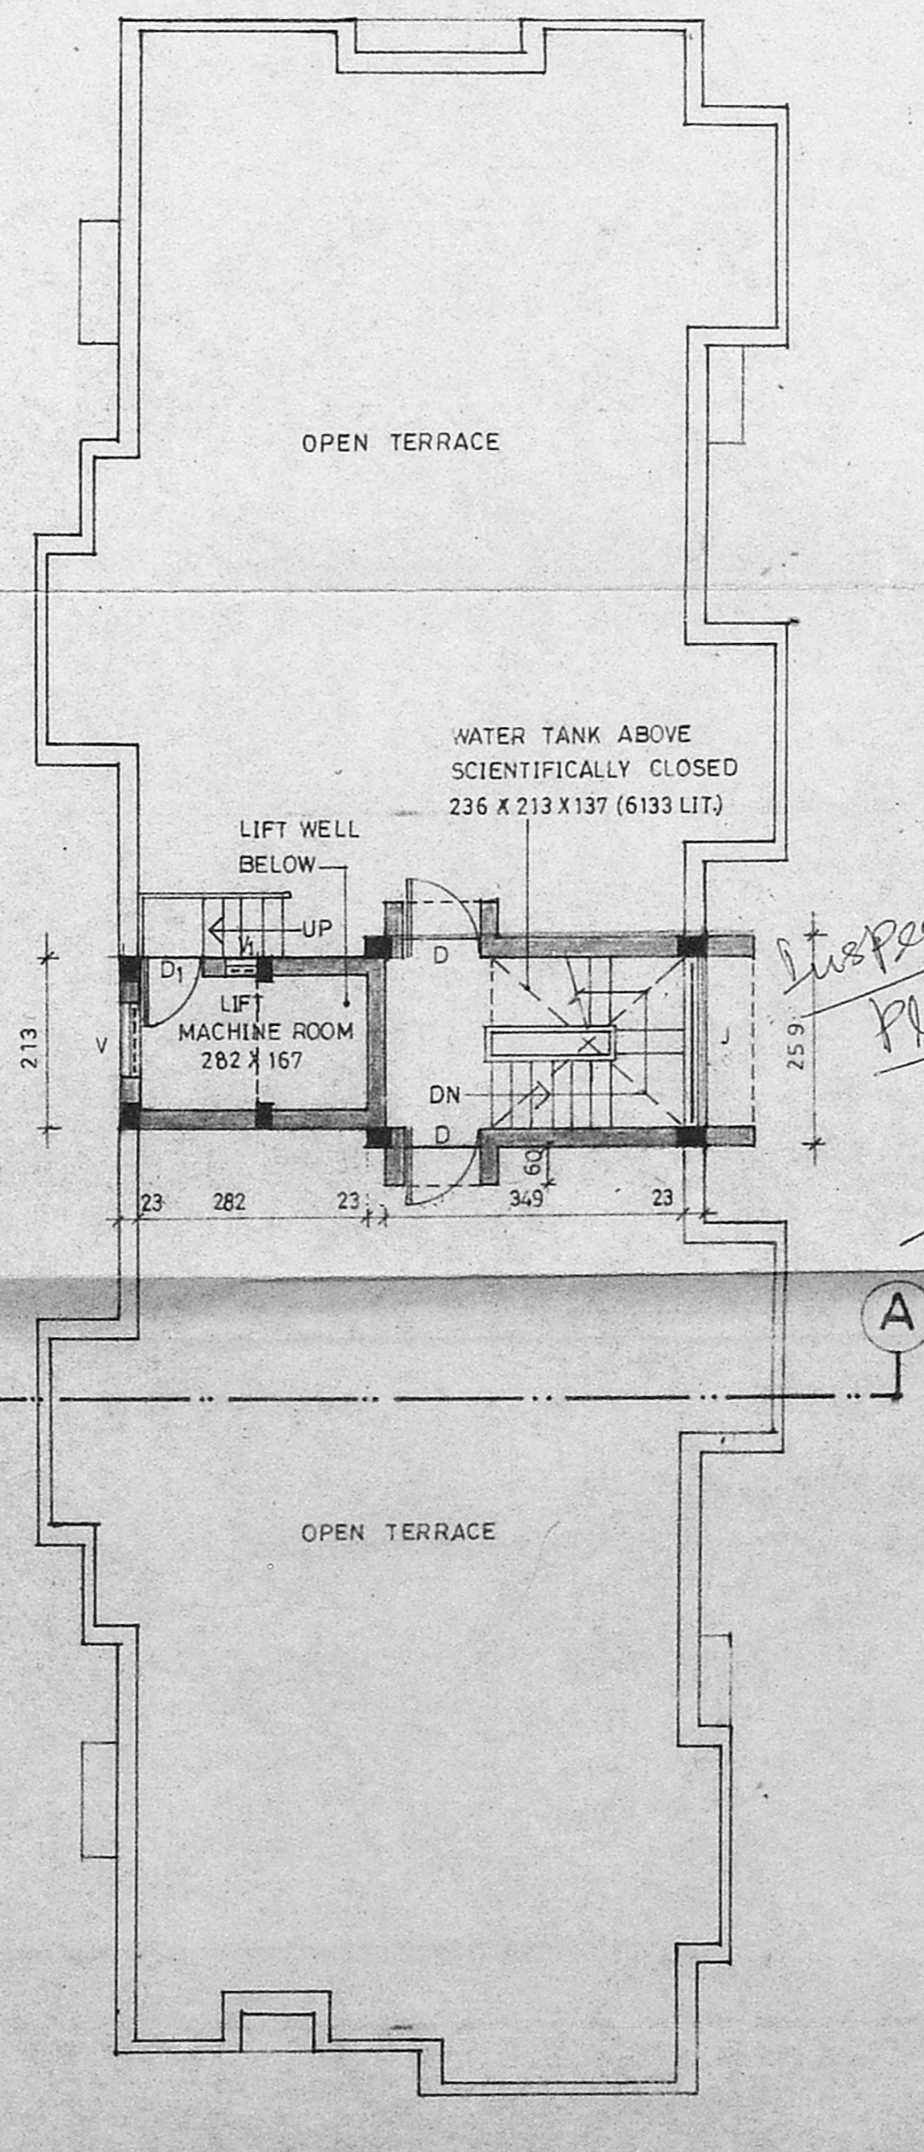 OPEN TERRACE
WATER TANK ABOVE
SCIENTIFICALLY CLOSED
236 X 213 X 137 (6133 LIT.)
LIFT WELL
BELOW
UP
V1
D
D1
LIFT
MACHINE ROOM
282 X 167
213
V
J
259
DN
D
60
23
282
23
349
23
A
OPEN TERRACE